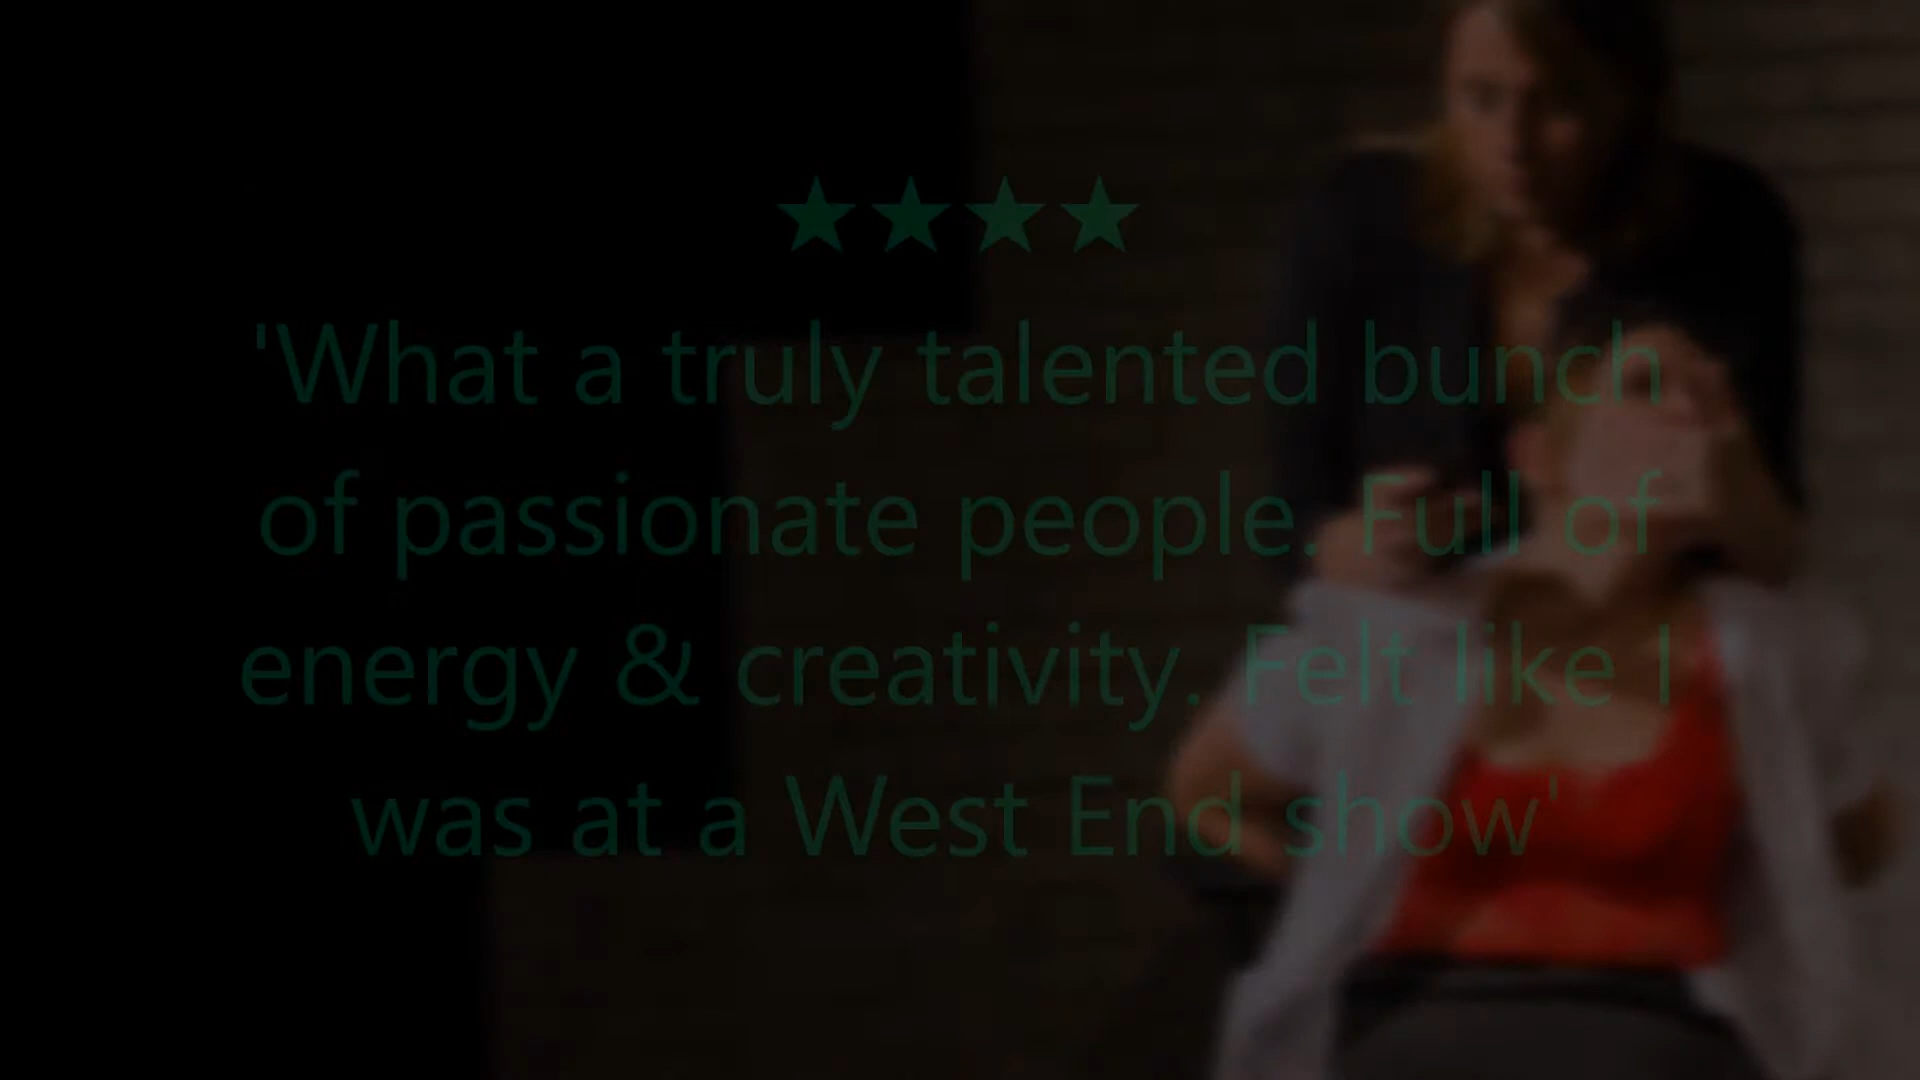 ★★★★
'What a truly talented bunch
of passionate people. Full of
energy & creativity. Felt like I
was at a West End show'